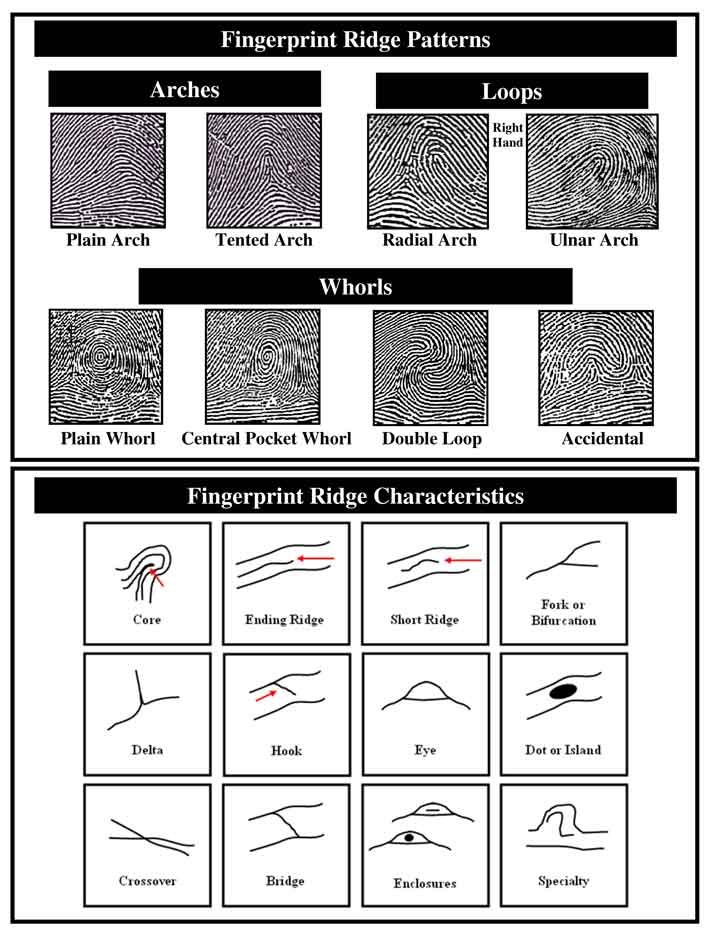 Fingerprint Ridge Patterns
Arches
Loops
Right
Hand
Plain Arch
Tented Arch
Radial Arch
Ulnar Arch
Whorls
Plain Whorl
Central Pocket Whorl
Double Loop
Accidental
Fingerprint Ridge Characteristics
Core
Ending Ridge
Short Ridge
Fork or
Bifurcation
Delta
Hook
Eye
Dot or Island
Crossover
Bridge
Enclosures
Specialty